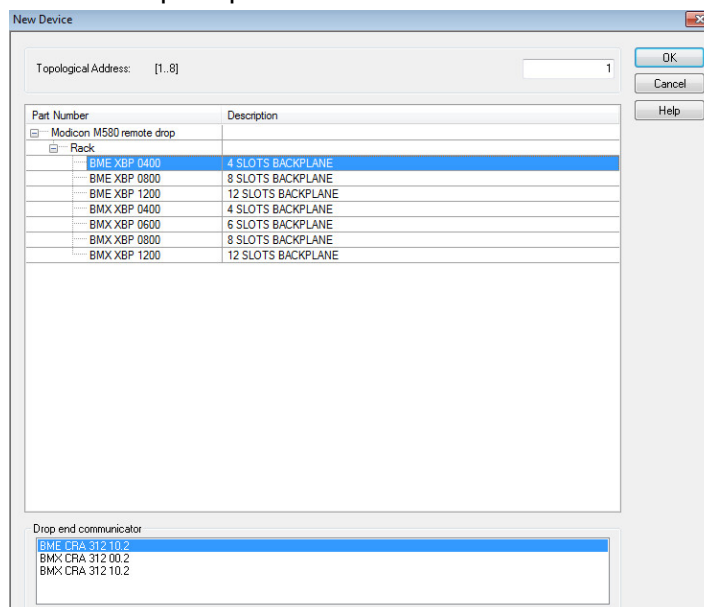 New Device
Topological Address: [1..8] 1
OK
Cancel
Help
Part Number Description
Modicon M580 remote drop
Rack
BME XBP 0400 4 SLOTS BACKPLANE
BME XBP 0800 8 SLOTS BACKPLANE
BME XBP 1200 12 SLOTS BACKPLANE
BMX XBP 0400 4 SLOTS BACKPLANE
BMX XBP 0600 6 SLOTS BACKPLANE
BMX XBP 0800 8 SLOTS BACKPLANE
BMX XBP 1200 12 SLOTS BACKPLANE
Drop end communicator
BME CRA 312 10.2
BMX CRA 312 00.2
BMX CRA 312 10.2